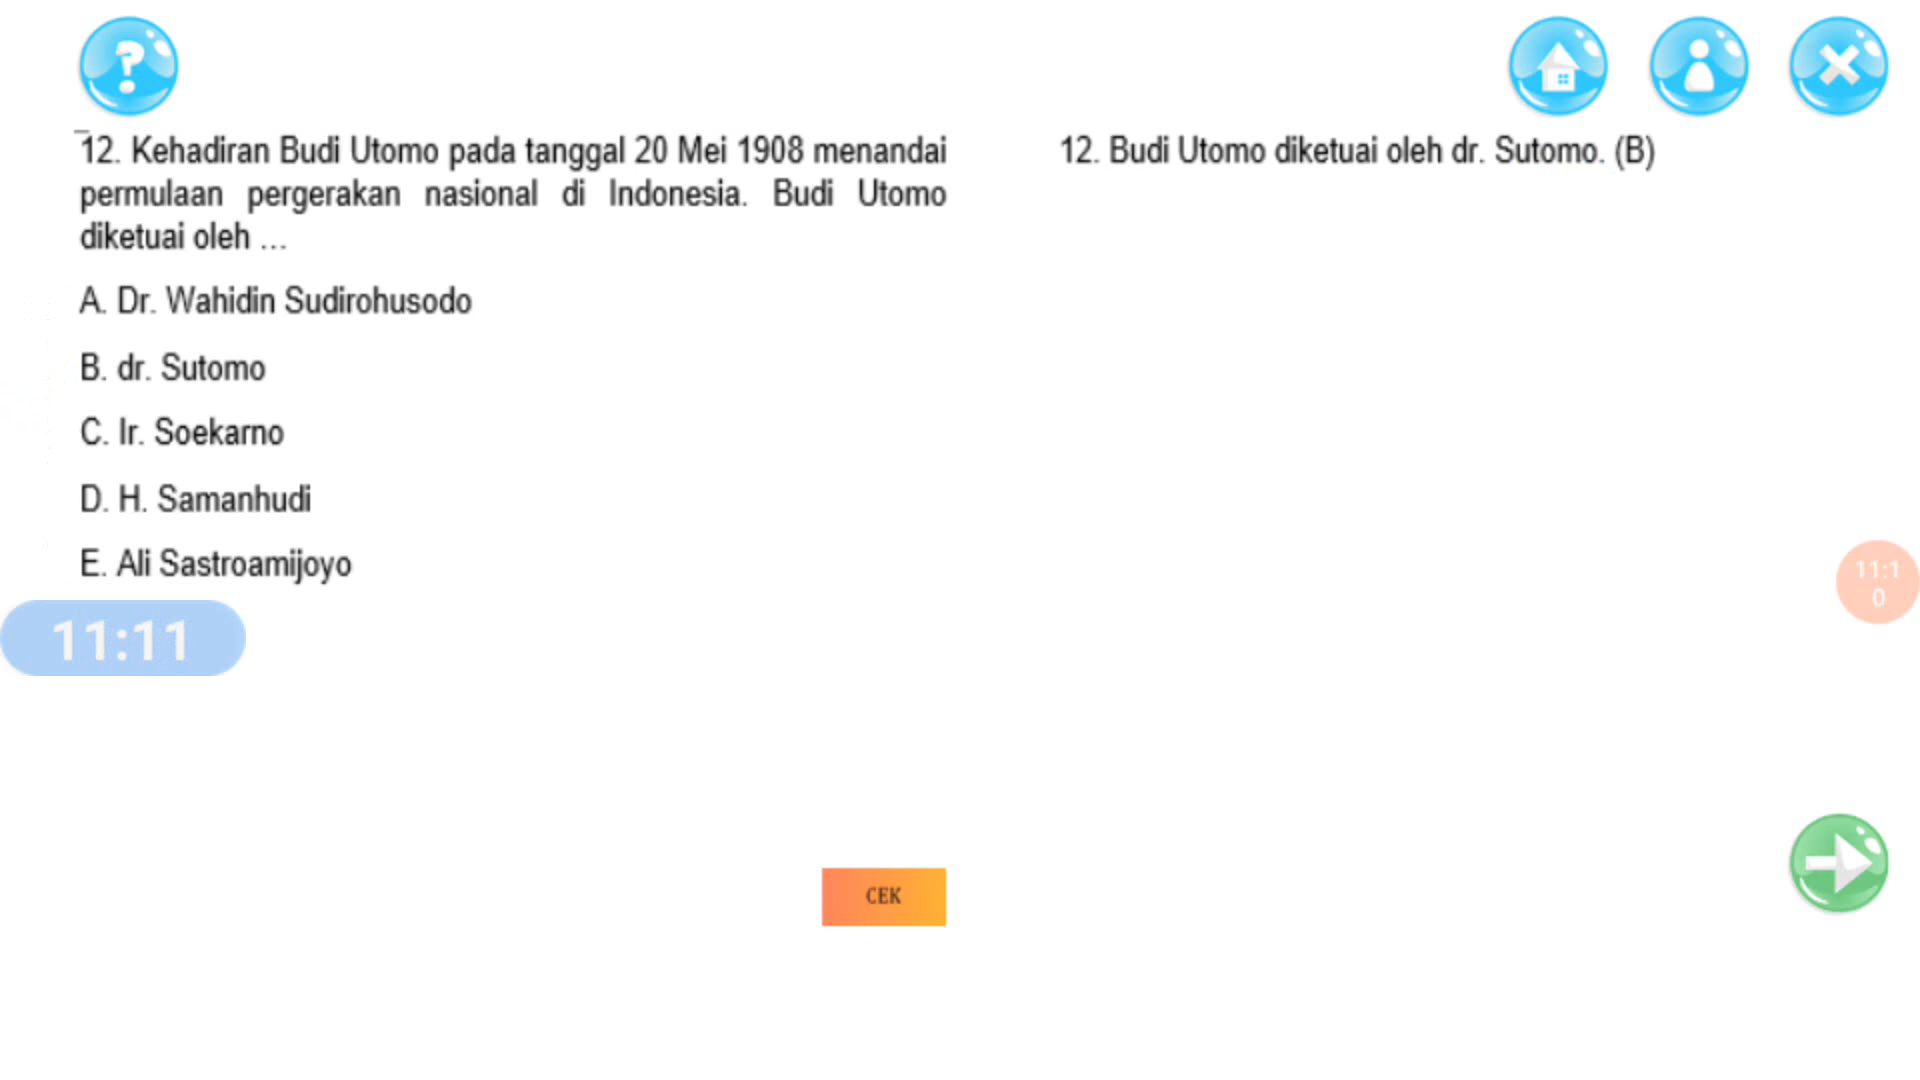 12. Kehadiran Budi Utomo pada tanggal 20 Mei 1908 menandai
permulaan pergerakan nasional di Indonesia. Budi Utomo
diketuai oleh ...
A. Dr. Wahidin Sudirohusodo
B. dr. Sutomo
C. Ir. Soekarno
D. H. Samanhudi
E. Ali Sastroamijoyo
11:11
CEK
12. Budi Utomo diketuai oleh dr. Sutomo. (B)
11:1
0